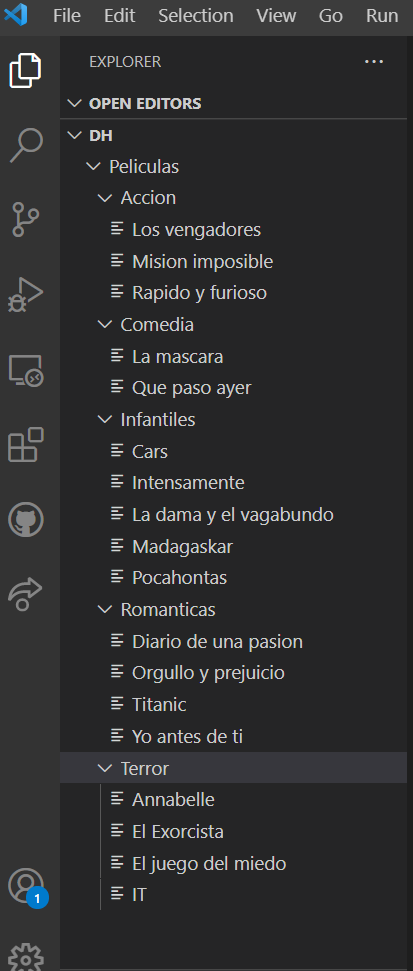 File Edit Selection View Go Run
EXPLORER ...
OPEN EDITORS
DH
Peliculas
Accion
Los vengadores
Mision imposible
Rapido y furioso
Comedia
La mascara
Que paso ayer
Infantiles
Cars
Intensamente
La dama y el vagabundo
Madagaskar
Pocahontas
Romanticas
Diario de una pasion
Orgullo y prejuicio
Titanic
Yo antes de ti
Terror
Annabelle
El Exorcista
El juego del miedo
IT
1